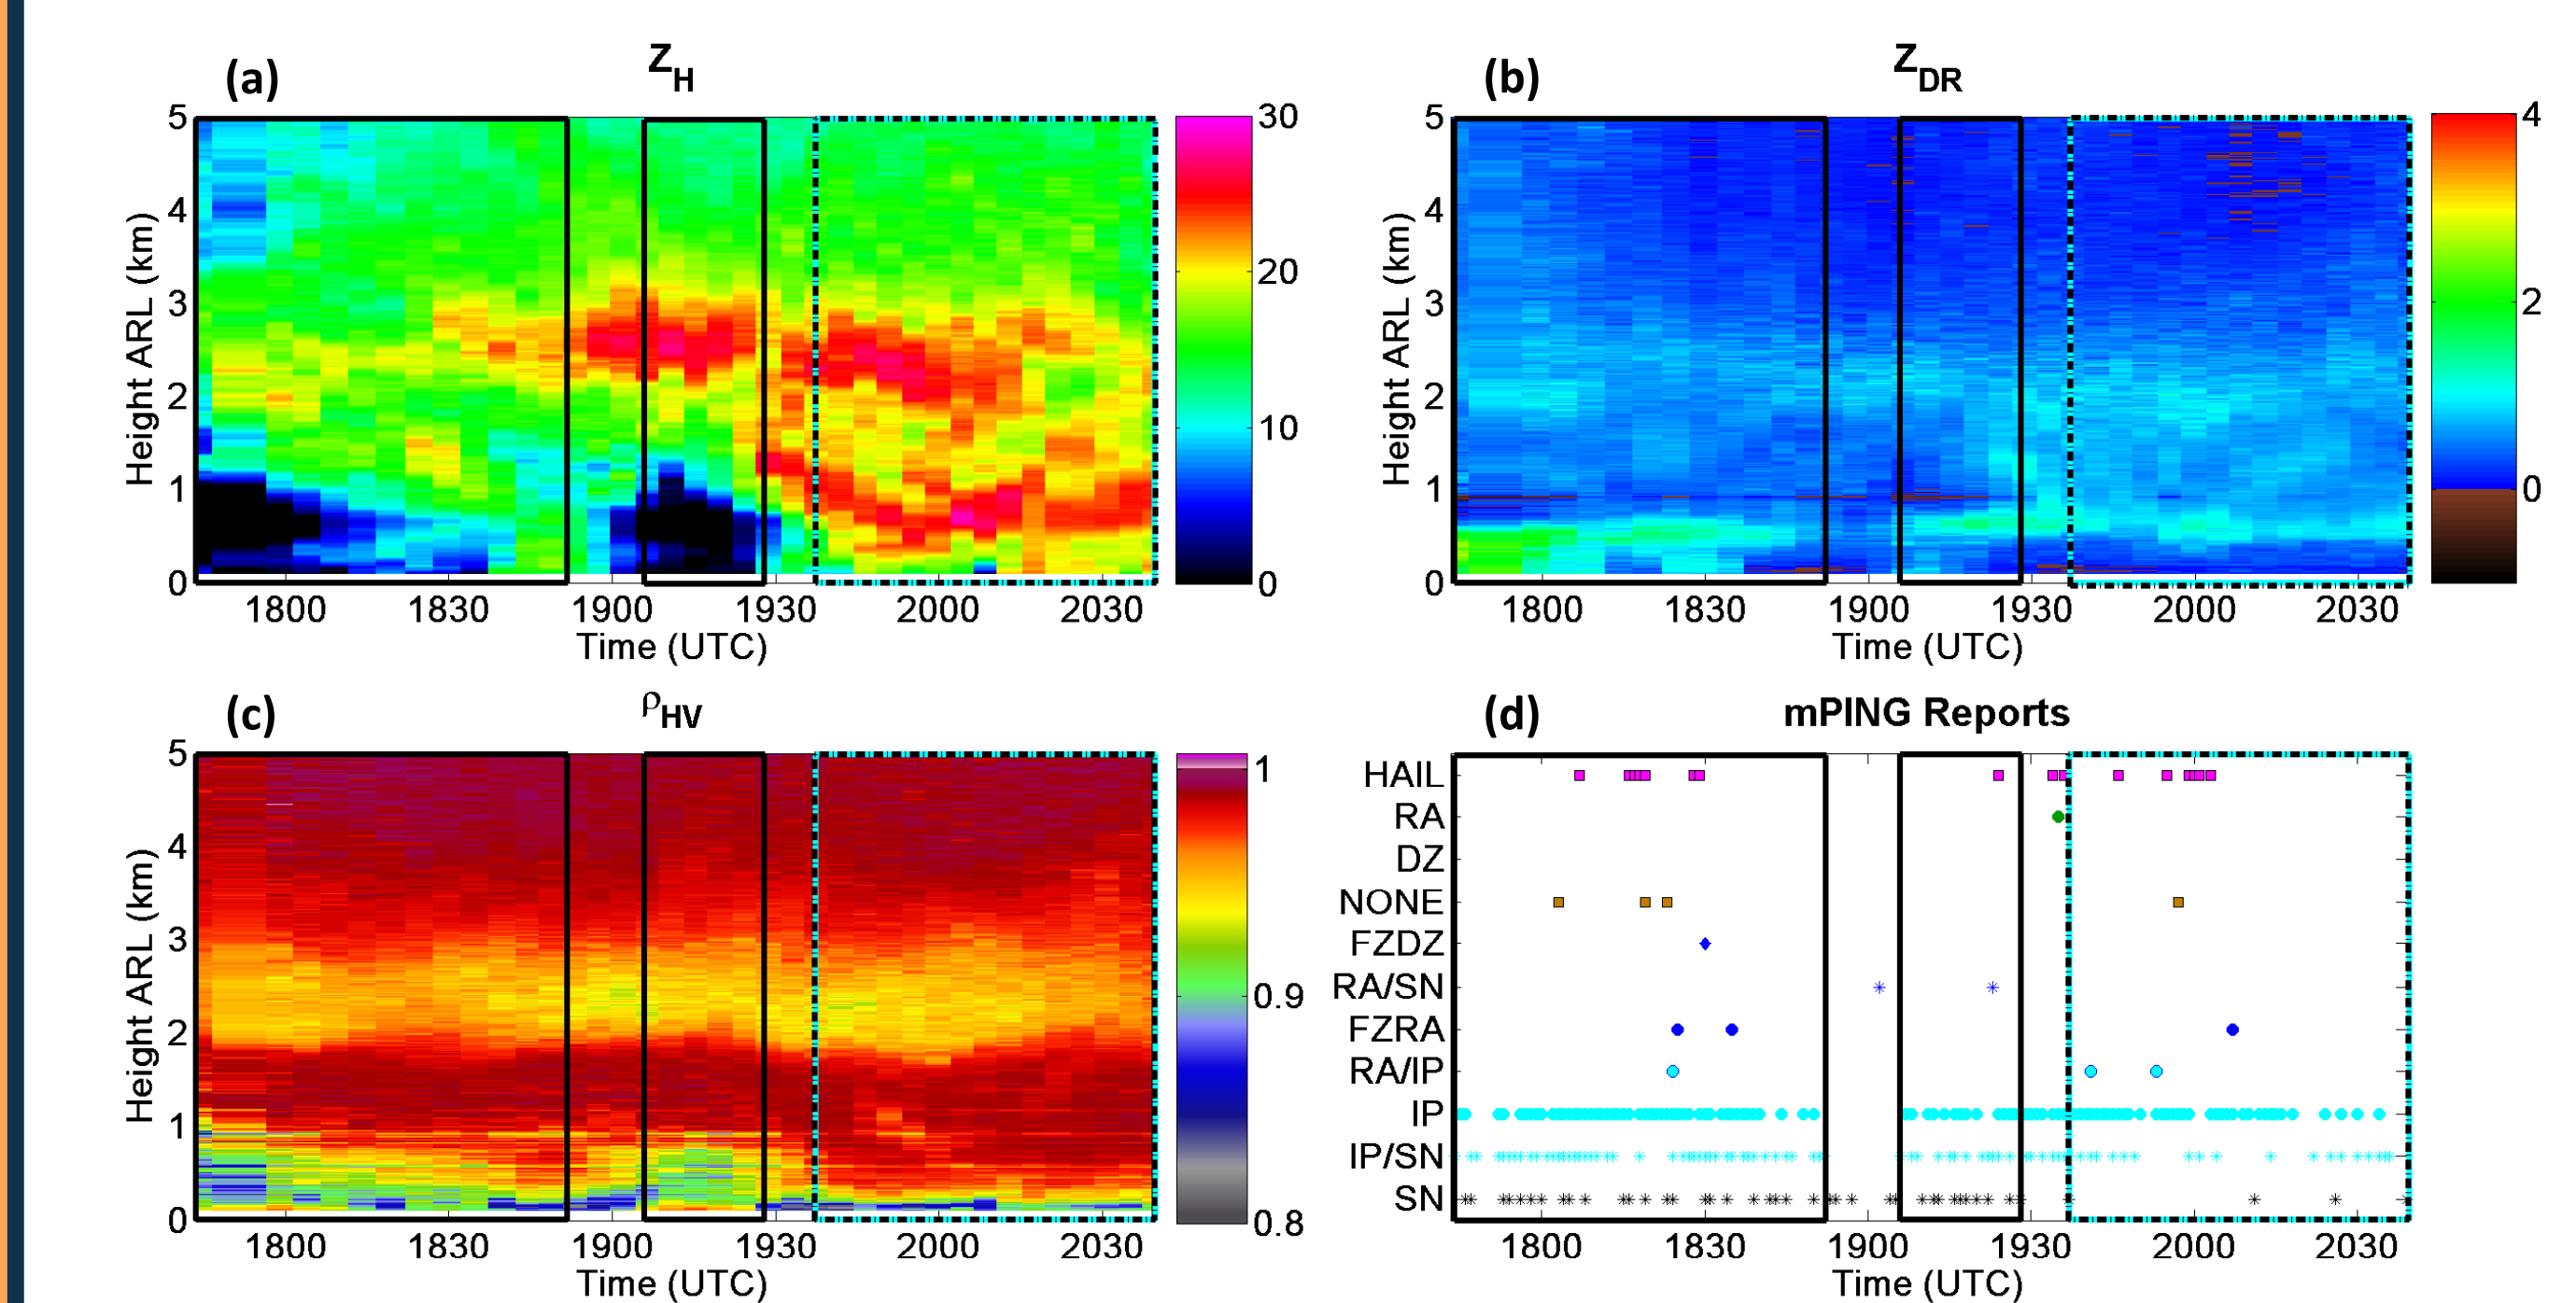 (a)
Z_H
5
4
3
2
1
0
Height ARL (km)
1800 1830 1900 1930 2000 2030
Time (UTC)
30
20
10
0
(b)
Z_DR
5
4
3
2
1
0
Height ARL (km)
1800 1830 1900 1930 2000 2030
Time (UTC)
4
2
0
(c)
ρ_HV
5
4
3
2
1
0
Height ARL (km)
1800 1830 1900 1930 2000 2030
Time (UTC)
1
0.9
0.8
(d)
mPING Reports
HAIL
RA
DZ
NONE
FZDZ
RA/SN
FZRA
RA/IP
IP
IP/SN
SN
1800 1830 1900 1930 2000 2030
Time (UTC)